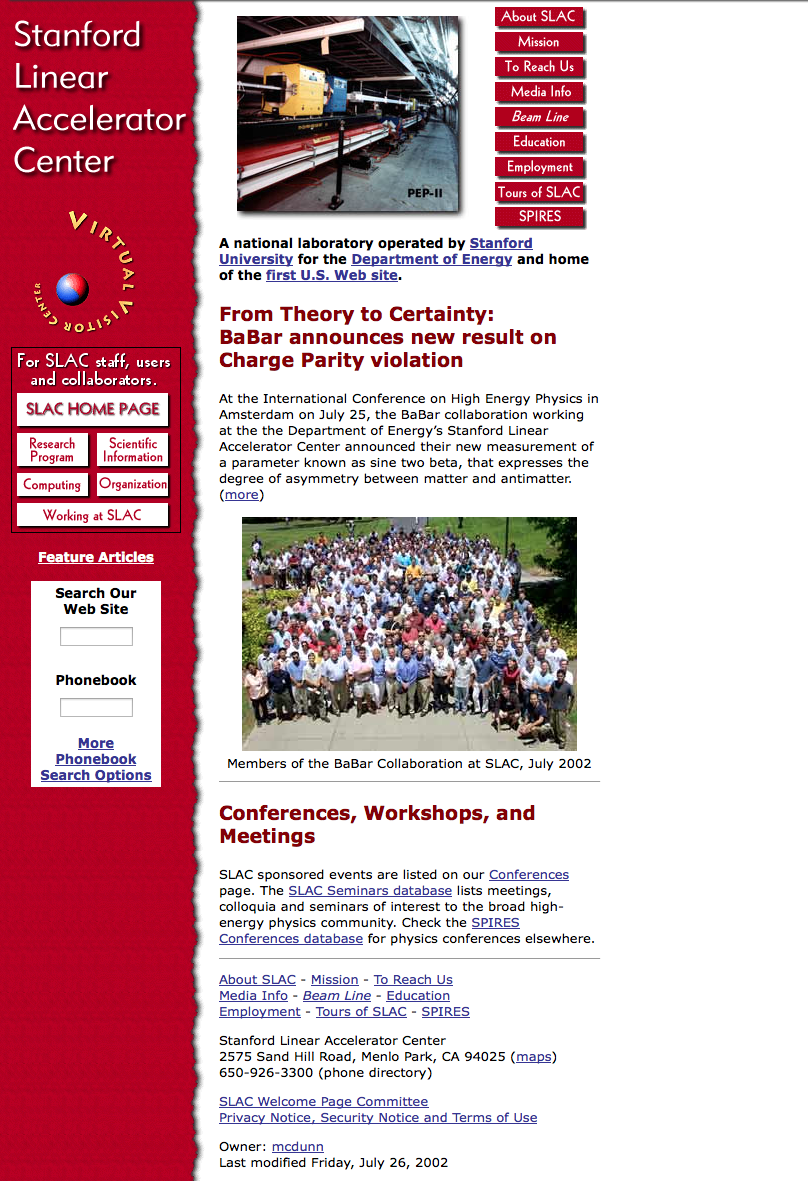 Stanford
Linear
Accelerator
Center
VIRTUAL VISITOR CENTER
For SLAC staff, users
and collaborators.
SLAC HOME PAGE
Research
Program
Scientific
Information
Computing
Organization
Working at SLAC
Feature Articles
Search Our
Web Site
Phonebook
More
Phonebook
Search Options
PEP-II
About SLAC
Mission
To Reach Us
Media Info
Beam Line
Education
Employment
Tours of SLAC
SPIRES
A national laboratory operated by Stanford
University for the Department of Energy and home
of the first U.S. Web site.
From Theory to Certainty:
BaBar announces new result on
Charge Parity violation
At the International Conference on High Energy Physics in
Amsterdam on July 25, the BaBar collaboration working
at the the Department of Energy’s Stanford Linear
Accelerator Center announced their new measurement of
a parameter known as sine two beta, that expresses the
degree of asymmetry between matter and antimatter.
(more)
Members of the BaBar Collaboration at SLAC, July 2002
Conferences, Workshops, and
Meetings
SLAC sponsored events are listed on our Conferences
page. The SLAC Seminars database lists meetings,
colloquia and seminars of interest to the broad high-
energy physics community. Check the SPIRES
Conferences database for physics conferences elsewhere.
About SLAC - Mission - To Reach Us
Media Info - Beam Line - Education
Employment - Tours of SLAC - SPIRES
Stanford Linear Accelerator Center
2575 Sand Hill Road, Menlo Park, CA 94025 (maps)
650-926-3300 (phone directory)
SLAC Welcome Page Committee
Privacy Notice, Security Notice and Terms of Use
Owner: mcdunn
Last modified Friday, July 26, 2002